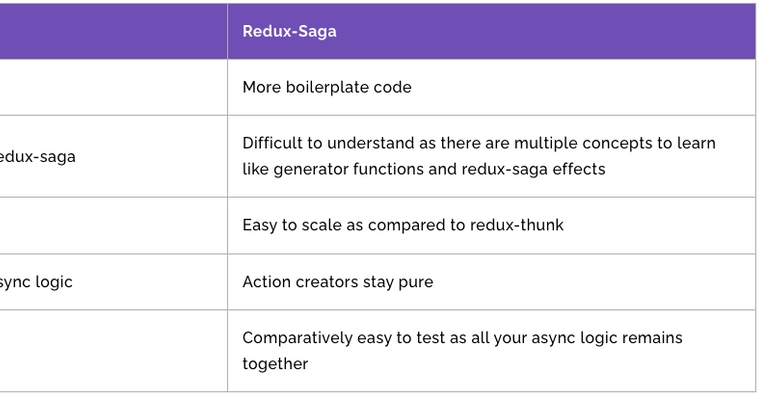 Redux-Saga
More boilerplate code
Difficult to understand as there are multiple concepts to learn
edux-saga
like generator functions and redux-saga effects
Easy to scale as compared to redux-thunk
sync logic
Action creators stay pure
Comparatively easy to test as all your async logic remains
together